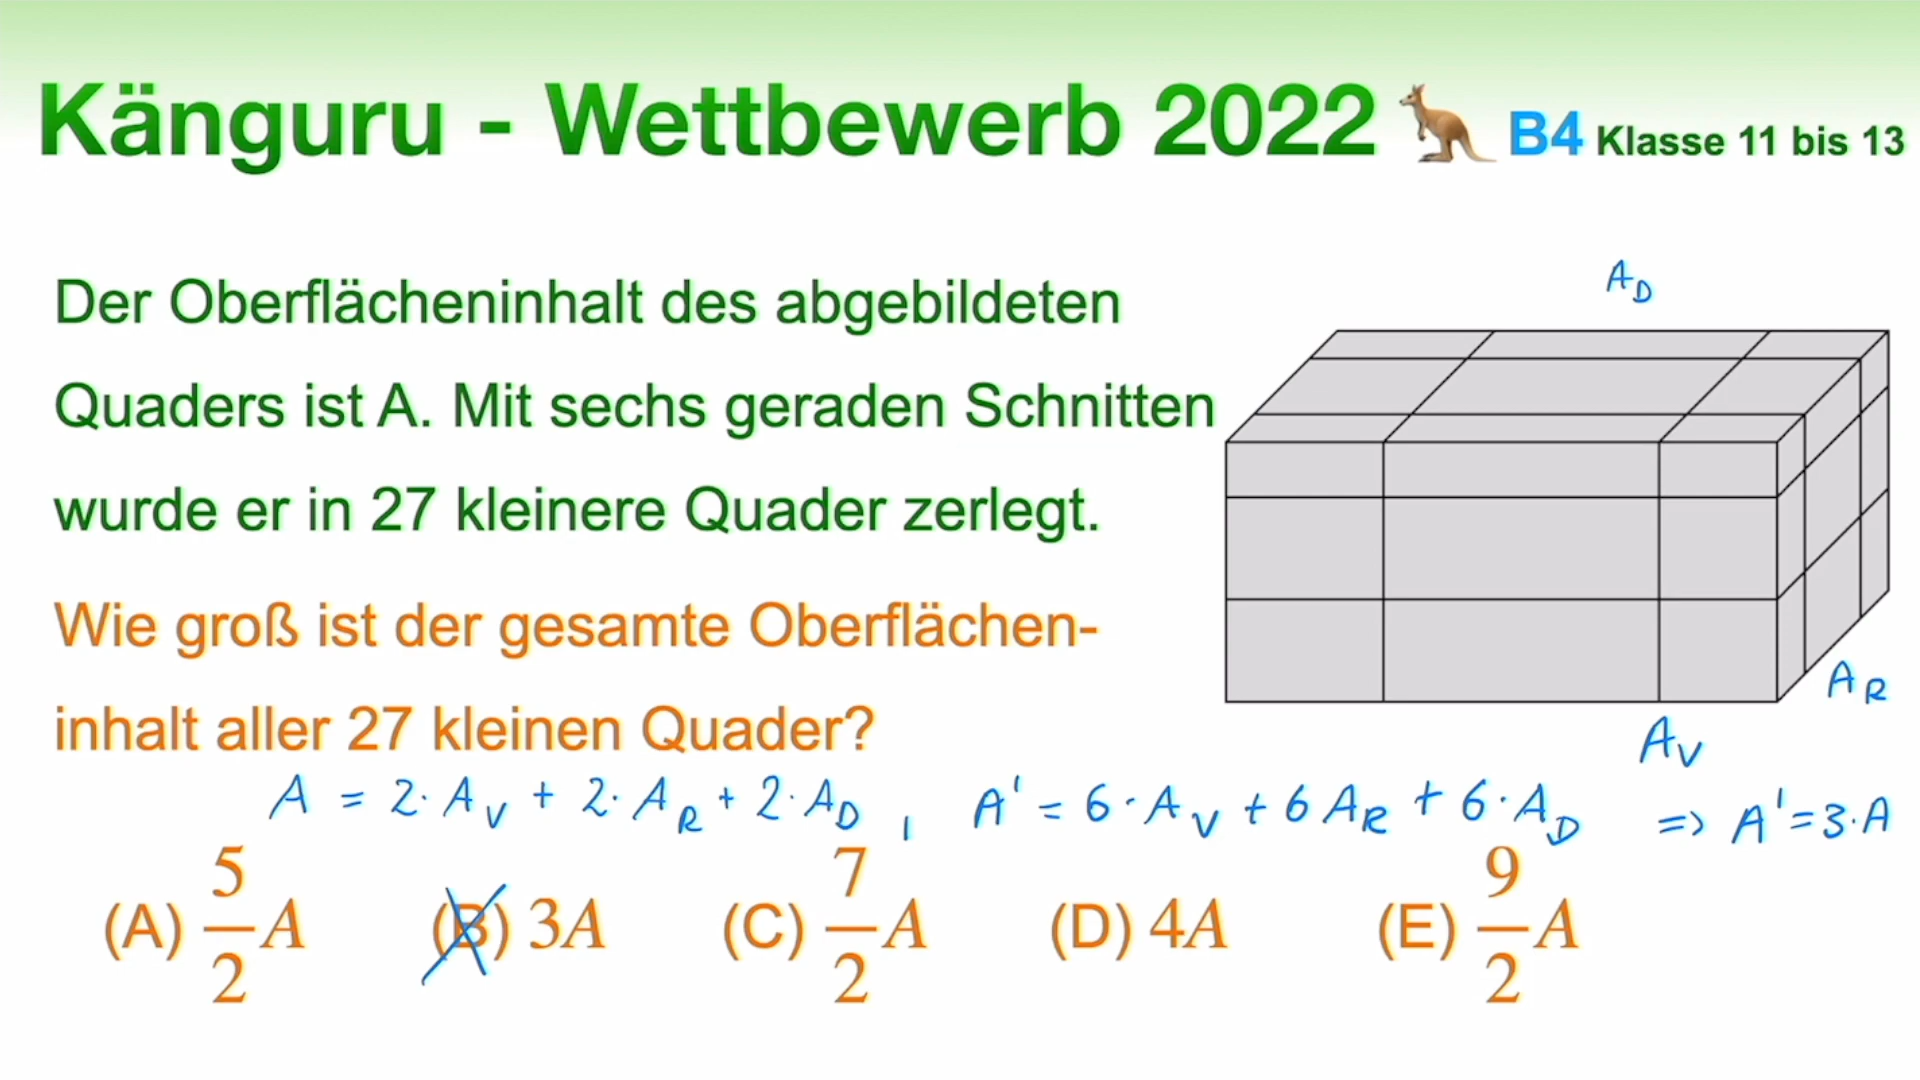 Känguru - Wettbewerb 2022 B4 Klasse 11 bis 13
A_D
Der Oberflächeninhalt des abgebildeten
Quaders ist A. Mit sechs geraden Schnitten
wurde er in 27 kleinere Quader zerlegt.
Wie groß ist der gesamte Oberflächen-
inhalt aller 27 kleinen Quader?
A_R
A_V
A = 2·A_V + 2·A_R + 2·A_D , A' = 6·A_V + 6 A_R + 6·A_D => A' = 3·A
(A) 5/2 A (B) 3A (C) 7/2 A (D) 4A (E) 9/2 A